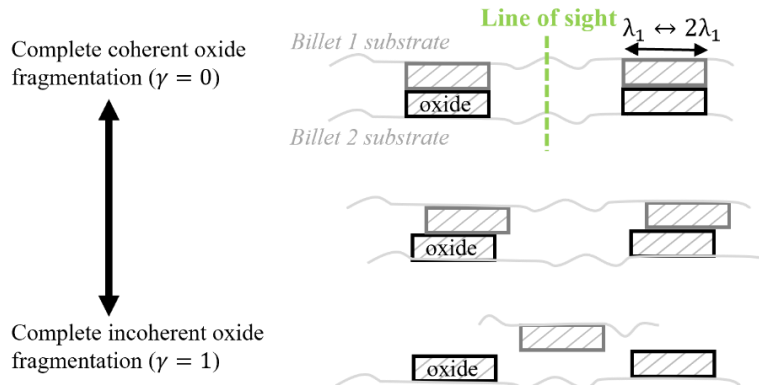 Line of sight
λ₁ ↔ 2λ₁
Complete coherent oxide
fragmentation (γ = 0)
Billet 1 substrate
oxide
Billet 2 substrate
oxide
Complete incoherent oxide
fragmentation (γ = 1)
oxide